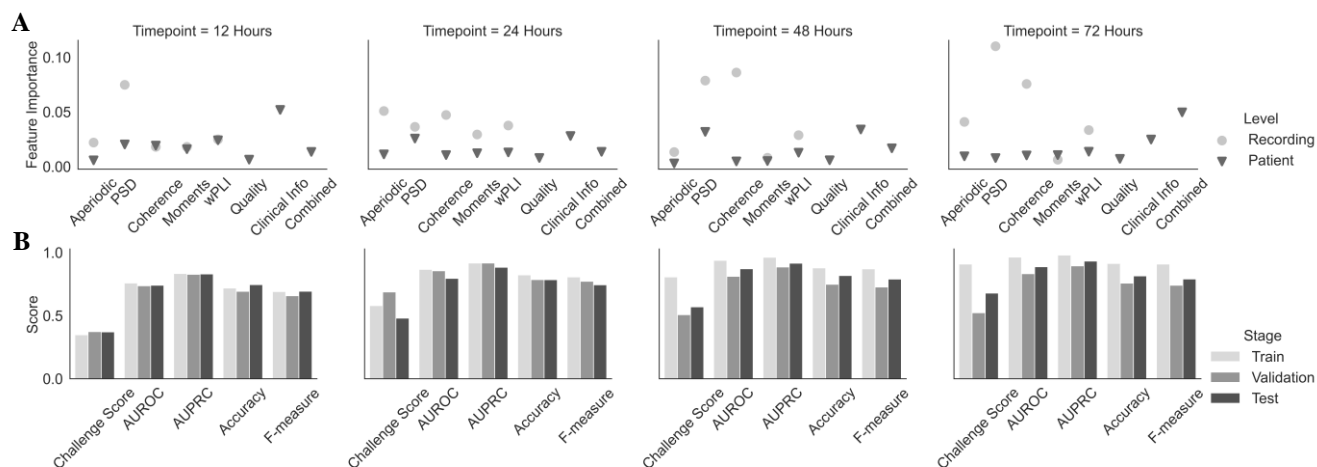 A
Timepoint = 12 Hours
Timepoint = 24 Hours
Timepoint = 48 Hours
Timepoint = 72 Hours
Feature Importance
0.10
0.05
0.00
Level
Recording
Patient
Aperiodic
PSD
Coherence
Moments
wPLI
Quality
Clinical Info
Combined
Aperiodic
PSD
Coherence
Moments
wPLI
Quality
Clinical Info
Combined
Aperiodic
PSD
Coherence
Moments
wPLI
Quality
Clinical Info
Combined
Aperiodic
PSD
Coherence
Moments
wPLI
Quality
Clinical Info
Combined
B
Score
1.0
0.5
0.0
Stage
Train
Validation
Test
Challenge Score
AUROC
AUPRC
Accuracy
F-measure
Challenge Score
AUROC
AUPRC
Accuracy
F-measure
Challenge Score
AUROC
AUPRC
Accuracy
F-measure
Challenge Score
AUROC
AUPRC
Accuracy
F-measure